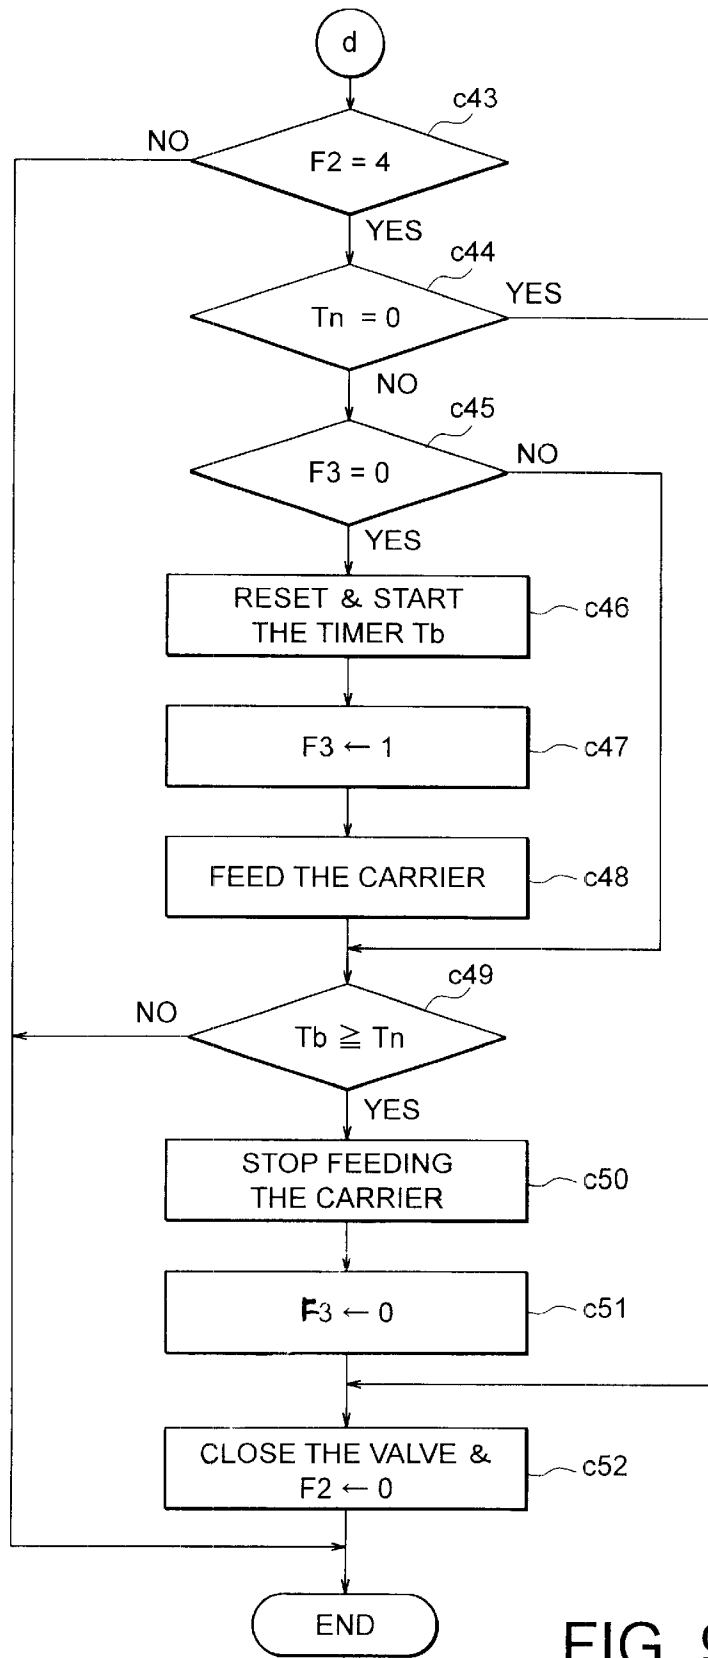 d
c43
NO
F2 = 4
YES
c44
YES
Tn = 0
NO
c45
NO
F3 = 0
YES
RESET & START
THE TIMER Tb
c46
F3 ← 1
c47
FEED THE CARRIER
c48
c49
NO
Tb ≧ Tn
YES
STOP FEEDING
THE CARRIER
c50
F3 ← 0
c51
CLOSE THE VALVE &
F2 ← 0
c52
END
FIG.